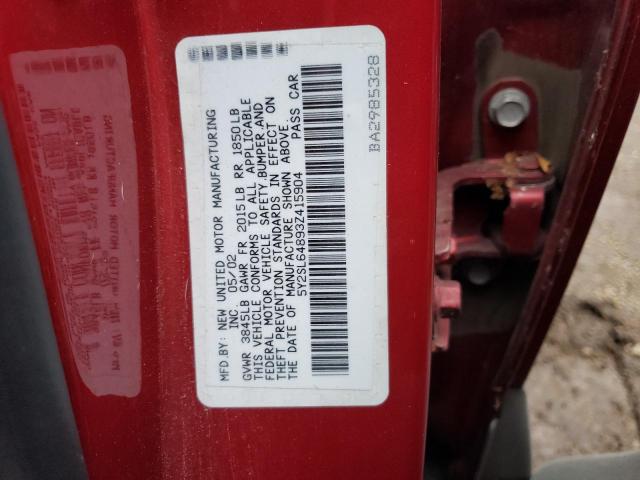 MFD.BY: NEW UNITED MOTOR MANUFACTURING
INC 05/02
GVWR 3845LB GAWR FR 2015LB RR 1850LB
THIS VEHICLE CONFORMS TO ALL APPLICABLE
FEDERAL MOTOR VEHICLE SAFETY,BUMPER,AND
THEFT PREVENTION STANDARDS IN EFFECT ON
THE DATE OF MANUFACTURE SHOWN ABOVE.
5Y2SL64893Z415904 PASS CAR
BA2985328